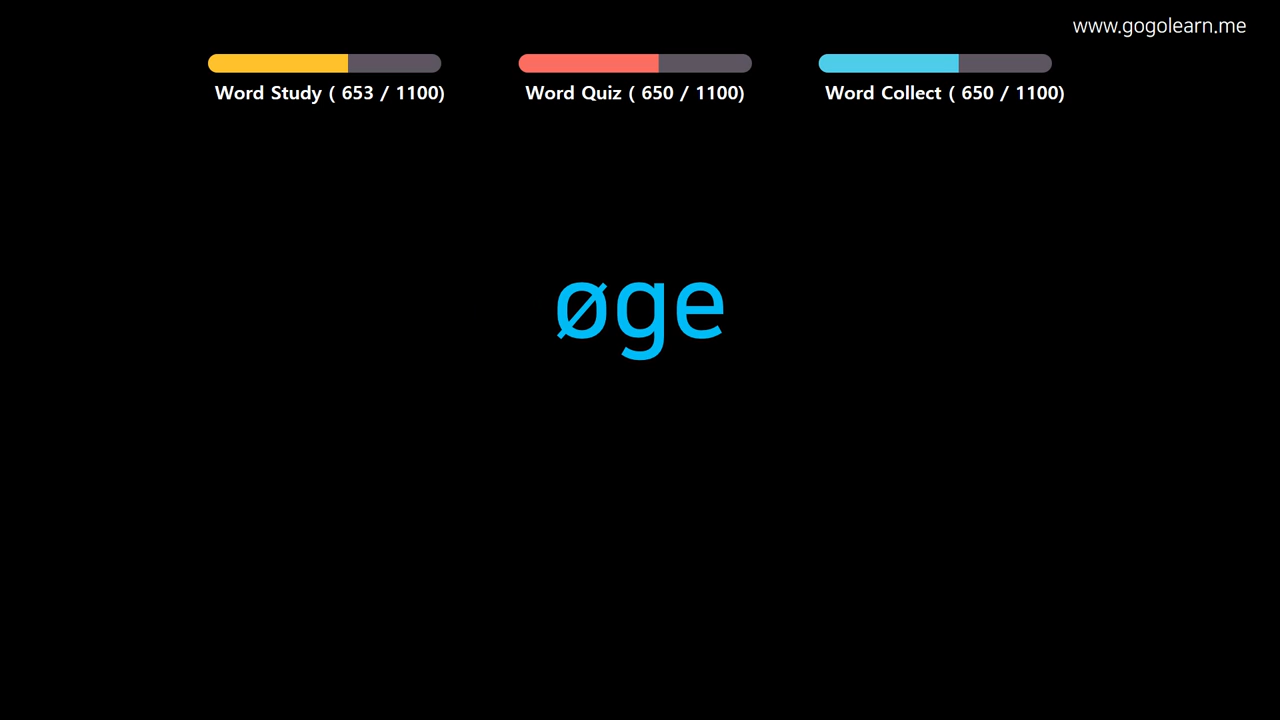 www.gogolearn.me
Word Study ( 653 / 1100)
Word Quiz ( 650 / 1100)
Word Collect ( 650 / 1100)
øge